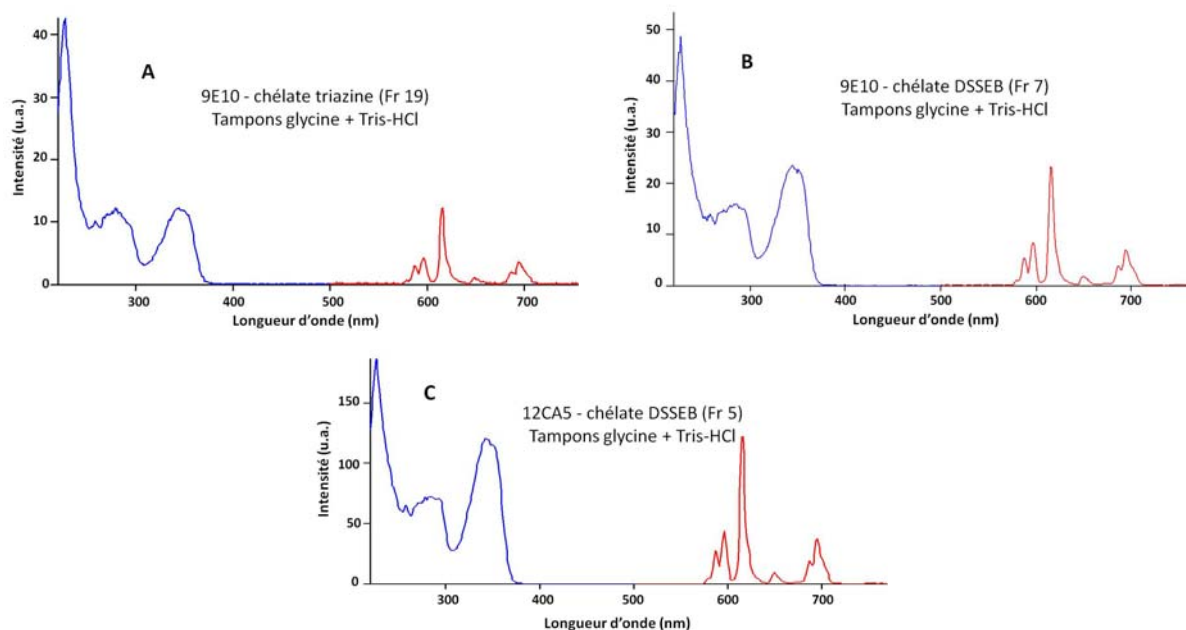 A
9E10 - chélate triazine (Fr 19)
Tampons glycine + Tris-HCl
Intensité (u.a.)
40
30
20
10
0
300
400
500
600
700
Longueur d'onde (nm)
B
9E10 - chélate DSSEB (Fr 7)
Tampons glycine + Tris-HCl
Intensité (u.a.)
50
40
30
20
10
0
300
400
500
600
700
Longueur d'onde (nm)
C
12CA5 - chélate DSSEB (Fr 5)
Tampons glycine + Tris-HCl
Intensité (u.a.)
150
100
50
0
300
400
500
600
700
Longueur d'onde (nm)